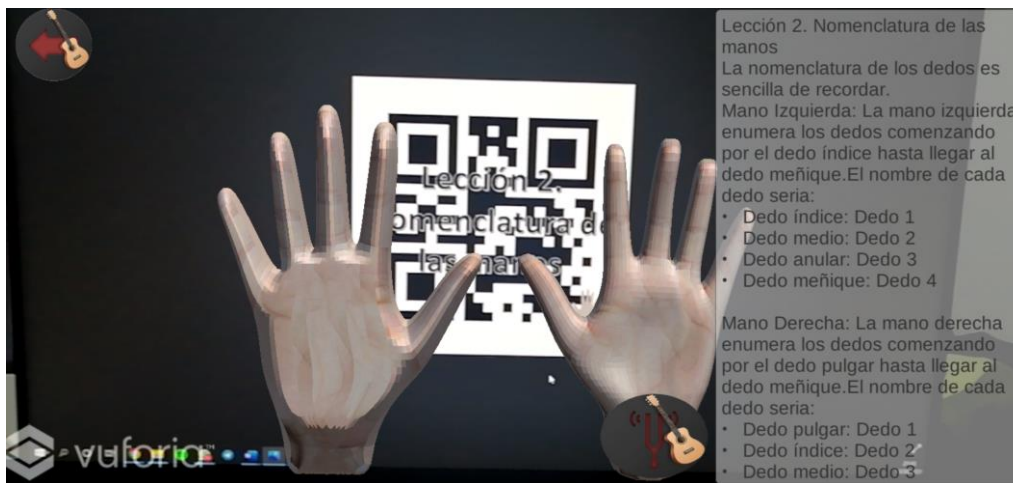 Lección 2. Nomenclatura de las
manos
La nomenclatura de los dedos es
sencilla de recordar.
Mano Izquierda: La mano izquierda
enumera los dedos comenzando
por el dedo índice hasta llegar al
dedo meñique.El nombre de cada
dedo seria:
• Dedo índice: Dedo 1
• Dedo medio: Dedo 2
• Dedo anular: Dedo 3
• Dedo meñique: Dedo 4
Mano Derecha: La mano derecha
enumera los dedos comenzando
por el dedo pulgar hasta llegar al
dedo meñique.El nombre de cada
dedo seria:
• Dedo pulgar: Dedo 1
• Dedo índice: Dedo 2
• Dedo medio: Dedo 3
Lección 2.
omenclatura de
las manos
vuforia™